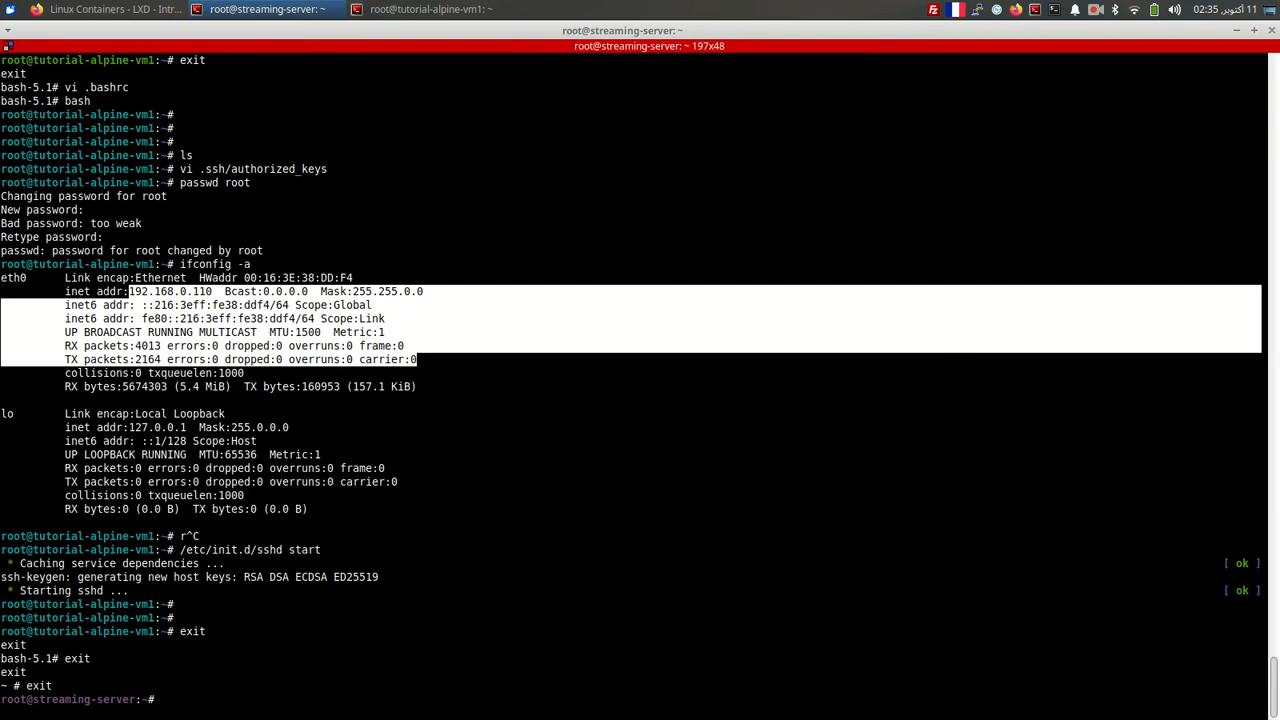 Linux Containers - LXD - Intr...
root@streaming-server: ~
root@tutorial-alpine-vm1: ~
11 أكتوبر, 02:35
root@streaming-server: ~
root@streaming-server: ~ 197x48
root@tutorial-alpine-vm1:~# exit
exit
bash-5.1# vi .bashrc
bash-5.1# bash
root@tutorial-alpine-vm1:~#
root@tutorial-alpine-vm1:~#
root@tutorial-alpine-vm1:~#
root@tutorial-alpine-vm1:~# ls
root@tutorial-alpine-vm1:~# vi .ssh/authorized_keys
root@tutorial-alpine-vm1:~# passwd root
Changing password for root
New password:
Bad password: too weak
Retype password:
passwd: password for root changed by root
root@tutorial-alpine-vm1:~# ifconfig -a
eth0      Link encap:Ethernet  HWaddr 00:16:3E:38:DD:F4
inet addr:192.168.0.110  Bcast:0.0.0.0  Mask:255.255.0.0
inet6 addr: ::216:3eff:fe38:ddf4/64 Scope:Global
inet6 addr: fe80::216:3eff:fe38:ddf4/64 Scope:Link
UP BROADCAST RUNNING MULTICAST  MTU:1500  Metric:1
RX packets:4013 errors:0 dropped:0 overruns:0 frame:0
TX packets:2164 errors:0 dropped:0 overruns:0 carrier:0
collisions:0 txqueuelen:1000
RX bytes:5674303 (5.4 MiB)  TX bytes:160953 (157.1 KiB)
lo        Link encap:Local Loopback
inet addr:127.0.0.1  Mask:255.0.0.0
inet6 addr: ::1/128 Scope:Host
UP LOOPBACK RUNNING  MTU:65536  Metric:1
RX packets:0 errors:0 dropped:0 overruns:0 frame:0
TX packets:0 errors:0 dropped:0 overruns:0 carrier:0
collisions:0 txqueuelen:1000
RX bytes:0 (0.0 B)  TX bytes:0 (0.0 B)
root@tutorial-alpine-vm1:~# r^C
root@tutorial-alpine-vm1:~# /etc/init.d/sshd start
* Caching service dependencies ... [ ok ]
ssh-keygen: generating new host keys: RSA DSA ECDSA ED25519
* Starting sshd ... [ ok ]
root@tutorial-alpine-vm1:~#
root@tutorial-alpine-vm1:~#
root@tutorial-alpine-vm1:~# exit
exit
bash-5.1# exit
exit
~ # exit
root@streaming-server:~#